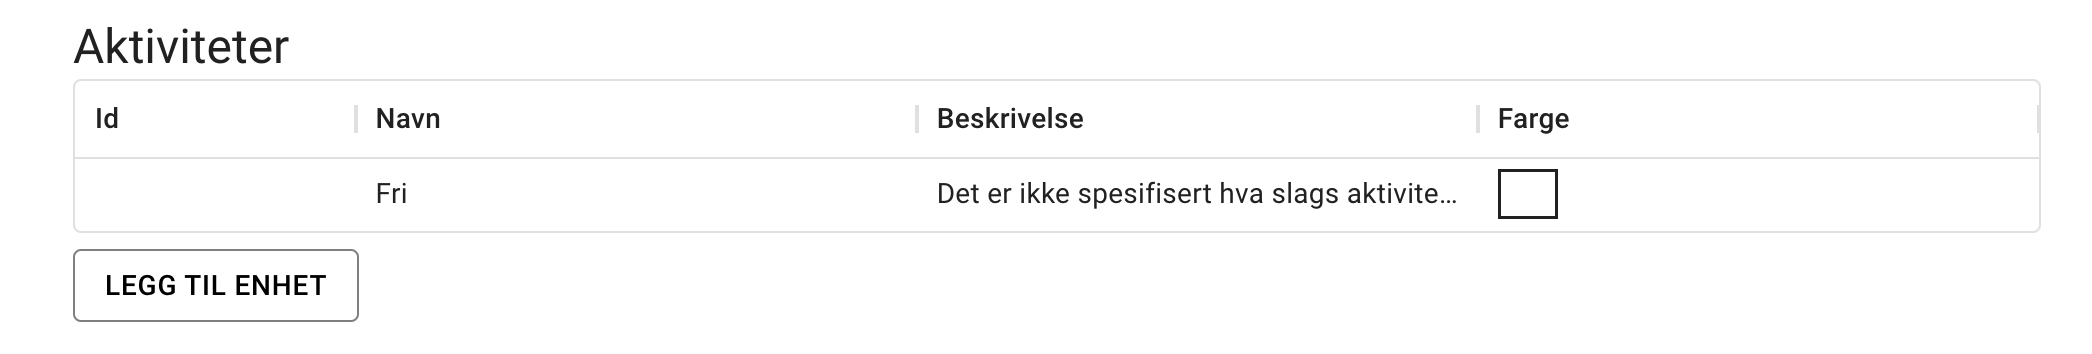 Aktiviteter
Id Navn Beskrivelse Farge
Fri Det er ikke spesifisert hva slags aktivite...
LEGG TIL ENHET